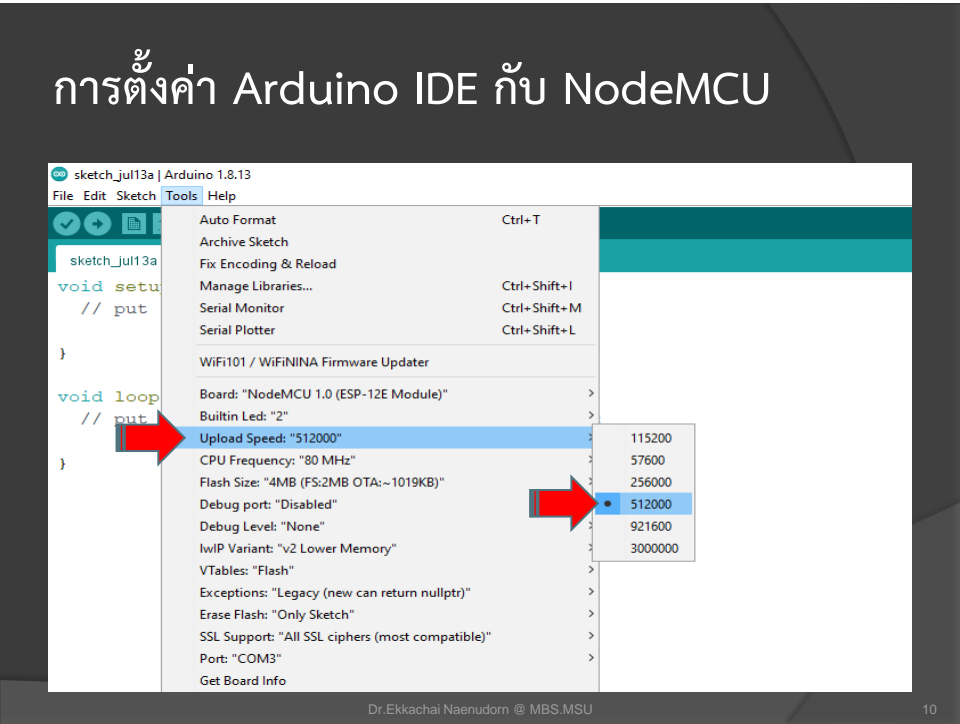 การตั้งค่า Arduino IDE กับ NodeMCU
sketch_jul13a | Arduino 1.8.13
File Edit Sketch Tools Help
sketch_jul13a
void setu
// put
}
void loop
// put
}
Auto Format Ctrl+T
Archive Sketch
Fix Encoding & Reload
Manage Libraries... Ctrl+Shift+I
Serial Monitor Ctrl+Shift+M
Serial Plotter Ctrl+Shift+L
WiFi101 / WiFiNINA Firmware Updater
Board: "NodeMCU 1.0 (ESP-12E Module)"
Builtin Led: "2"
Upload Speed: "512000"
CPU Frequency: "80 MHz"
Flash Size: "4MB (FS:2MB OTA:~1019KB)"
Debug port: "Disabled"
Debug Level: "None"
lwIP Variant: "v2 Lower Memory"
VTables: "Flash"
Exceptions: "Legacy (new can return nullptr)"
Erase Flash: "Only Sketch"
SSL Support: "All SSL ciphers (most compatible)"
Port: "COM3"
Get Board Info
115200
57600
256000
512000
921600
3000000
Dr.Ekkachai Naenudorn @ MBS.MSU
10